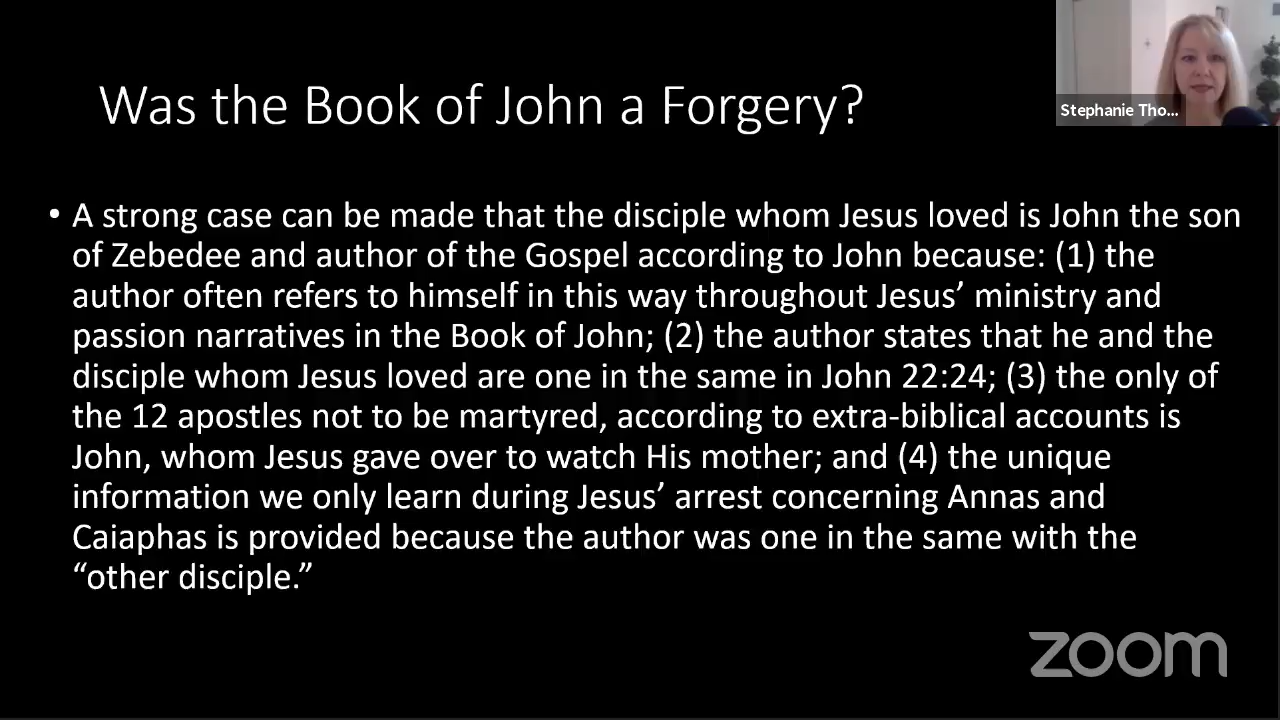 Was the Book of John a Forgery?
Stephanie Tho...
• A strong case can be made that the disciple whom Jesus loved is John the son
of Zebedee and author of the Gospel according to John because: (1) the
author often refers to himself in this way throughout Jesus’ ministry and
passion narratives in the Book of John; (2) the author states that he and the
disciple whom Jesus loved are one in the same in John 22:24; (3) the only of
the 12 apostles not to be martyred, according to extra-biblical accounts is
John, whom Jesus gave over to watch His mother; and (4) the unique
information we only learn during Jesus’ arrest concerning Annas and
Caiaphas is provided because the author was one in the same with the
“other disciple.”
zoom